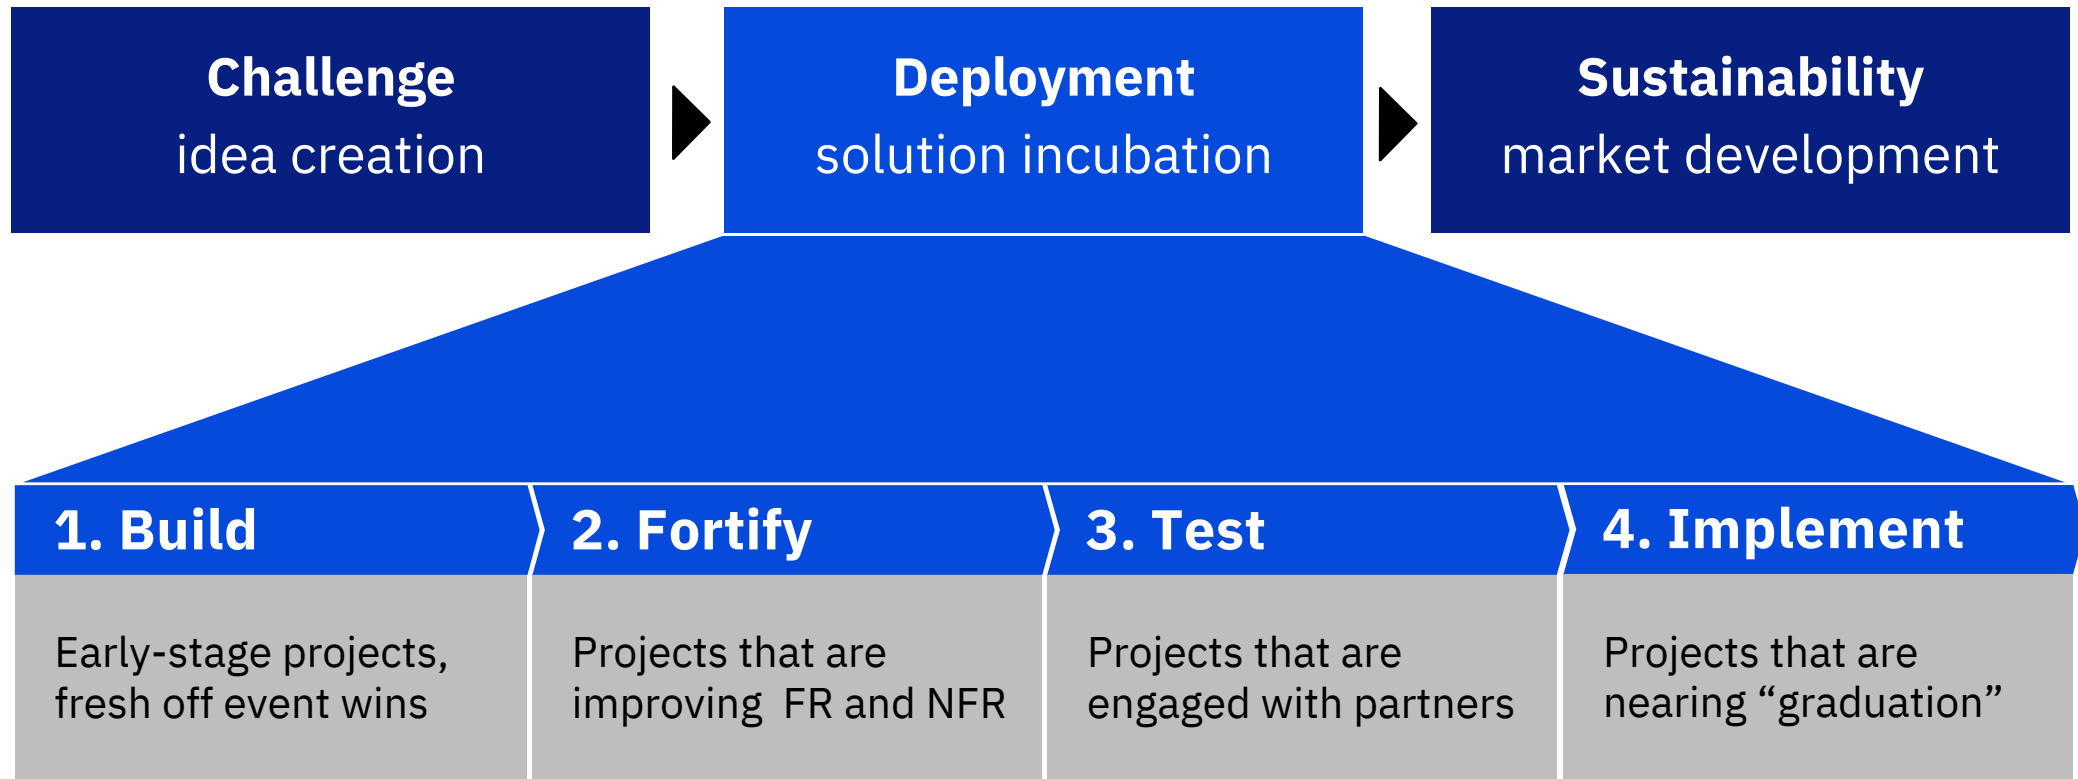 Challenge
idea creation
Deployment
solution incubation
Sustainability
market development
1. Build
Early-stage projects,
fresh off event wins
2. Fortify
Projects that are
improving  FR and NFR
3. Test
Projects that are
engaged with partners
4. Implement
Projects that are
nearing “graduation”